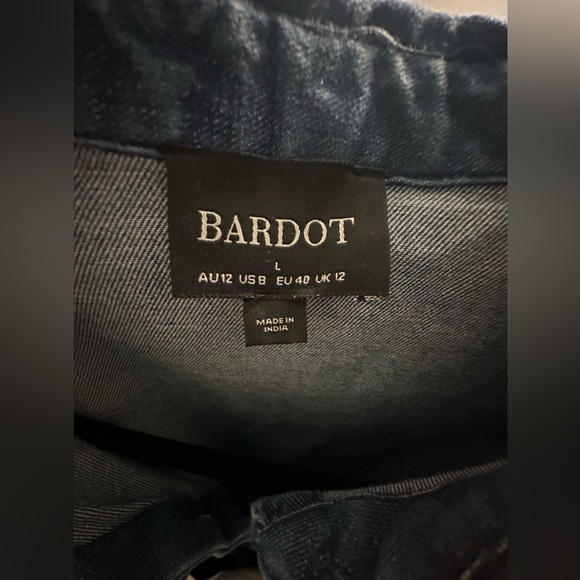 BARDOT
L
AU12 US8 EU40 UK12
MADE IN
INDIA